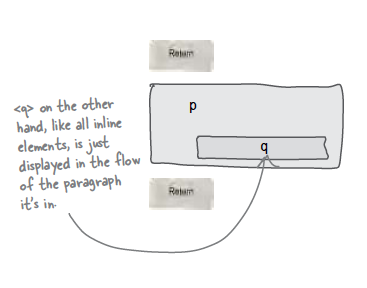 Return
p
q
<q> on the other
hand, like all inline
elements, is just
displayed in the flow
of the paragraph
it's in.
Return